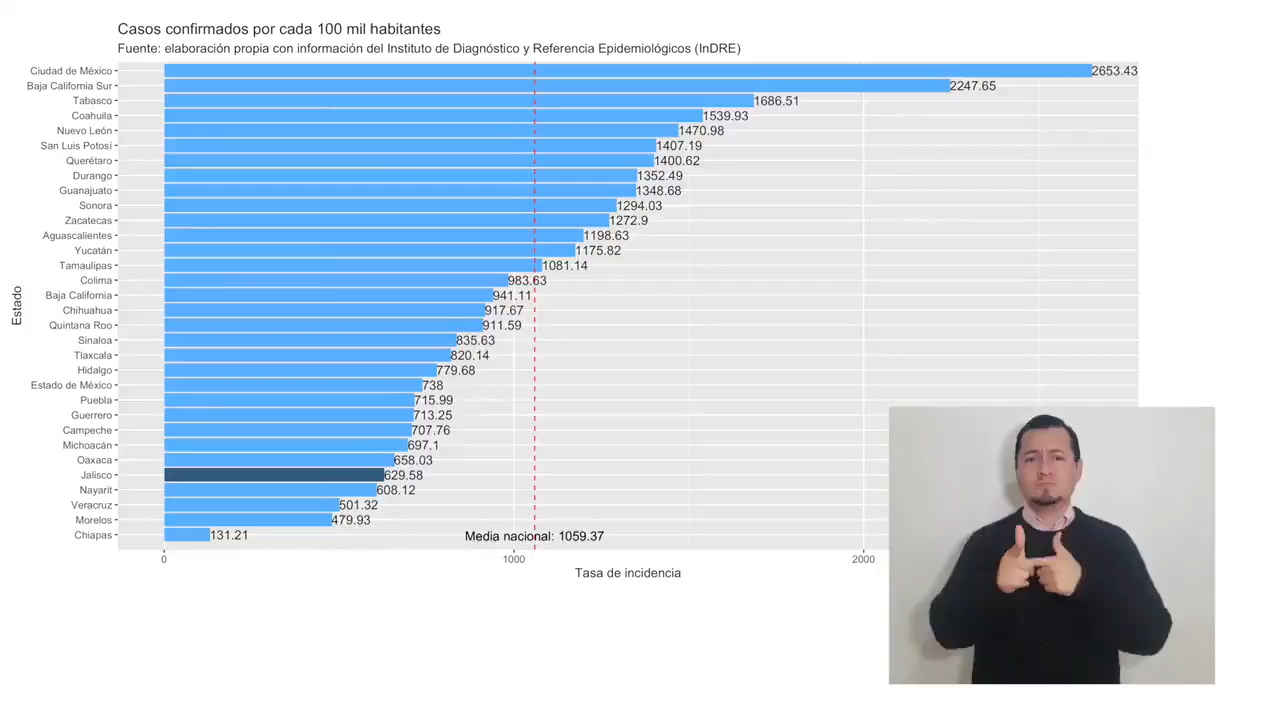 Casos confirmados por cada 100 mil habitantes
Fuente: elaboración propia con información del Instituto de Diagnóstico y Referencia Epidemiológicos (InDRE)
Estado
Ciudad de México 2653.43
Baja California Sur 2247.65
Tabasco 1686.51
Coahuila 1539.93
Nuevo León 1470.98
San Luis Potosí 1407.19
Querétaro 1400.62
Durango 1352.49
Guanajuato 1348.68
Sonora 1294.03
Zacatecas 1272.9
Aguascalientes 1198.63
Yucatán 1175.82
Tamaulipas 1081.14
Colima 983.63
Baja California 941.11
Chihuahua 917.67
Quintana Roo 911.59
Sinaloa 835.63
Tlaxcala 820.14
Hidalgo 779.68
Estado de México 738
Puebla 715.99
Guerrero 713.25
Campeche 707.76
Michoacán 697.1
Oaxaca 658.03
Jalisco 629.58
Nayarit 608.12
Veracruz 501.32
Morelos 479.93
Chiapas 131.21 Media nacional: 1059.37
0 1000 2000
Tasa de incidencia